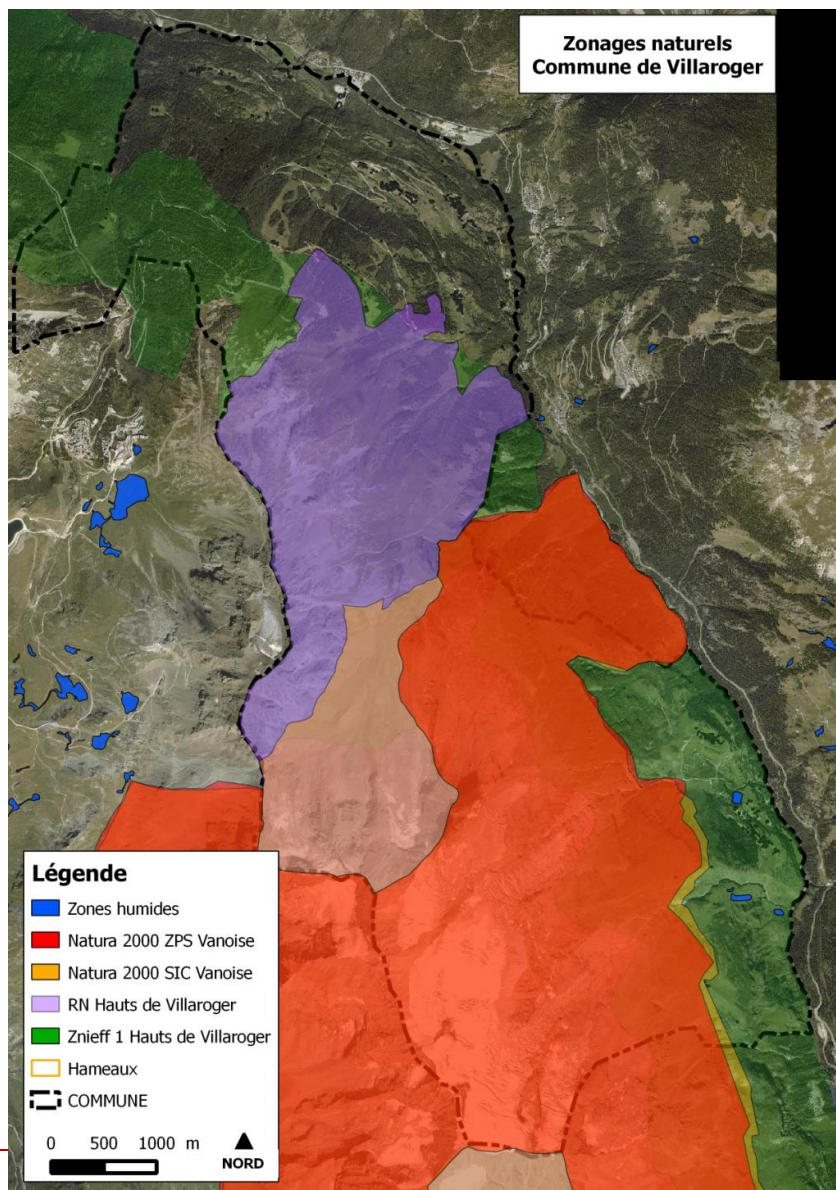 Zonages naturels
Commune de Villaroger
Légende
Zones humides
Natura 2000 ZPS Vanoise
Natura 2000 SIC Vanoise
RN Hauts de Villaroger
Znieff 1 Hauts de Villaroger
Hameaux
COMMUNE
0 500 1000 m
NORD